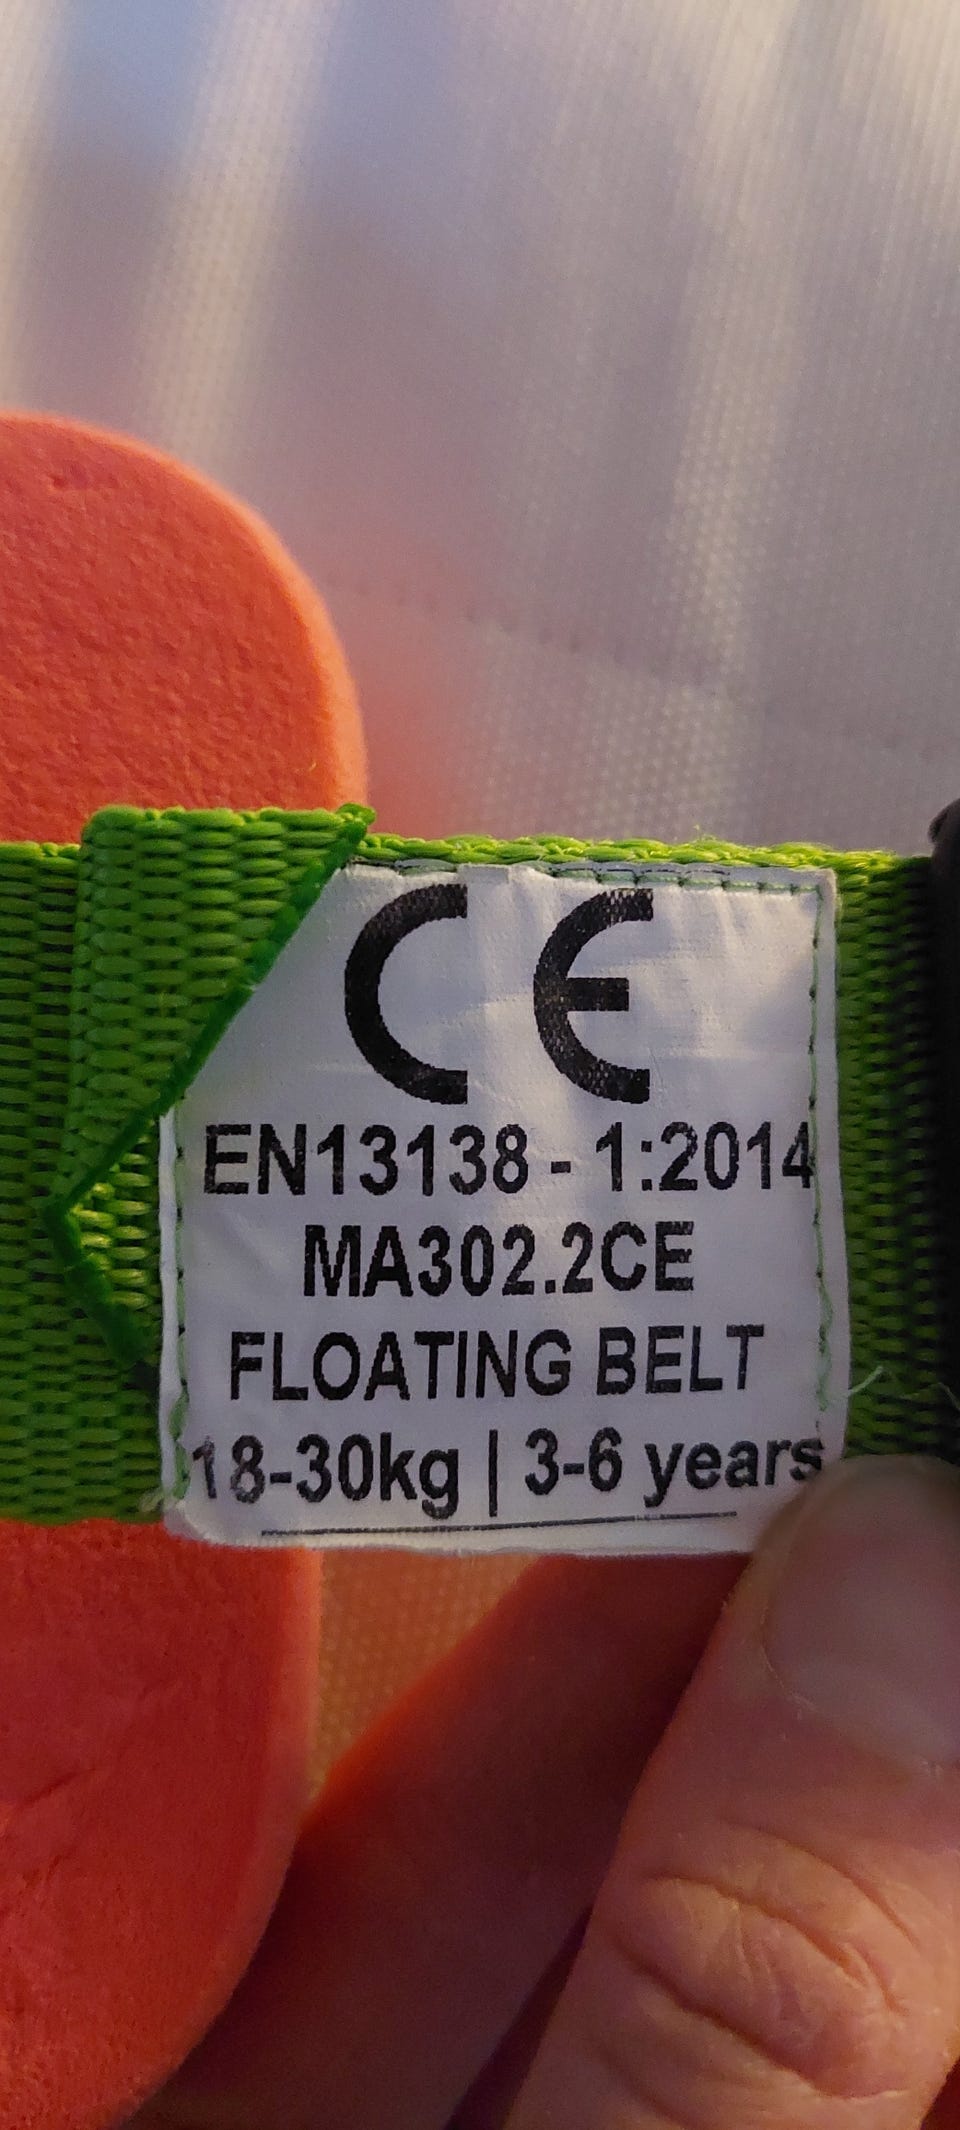 CE
EN13138 - 1:2014
MA302.2CE
FLOATING BELT
18-30kg | 3-6 years